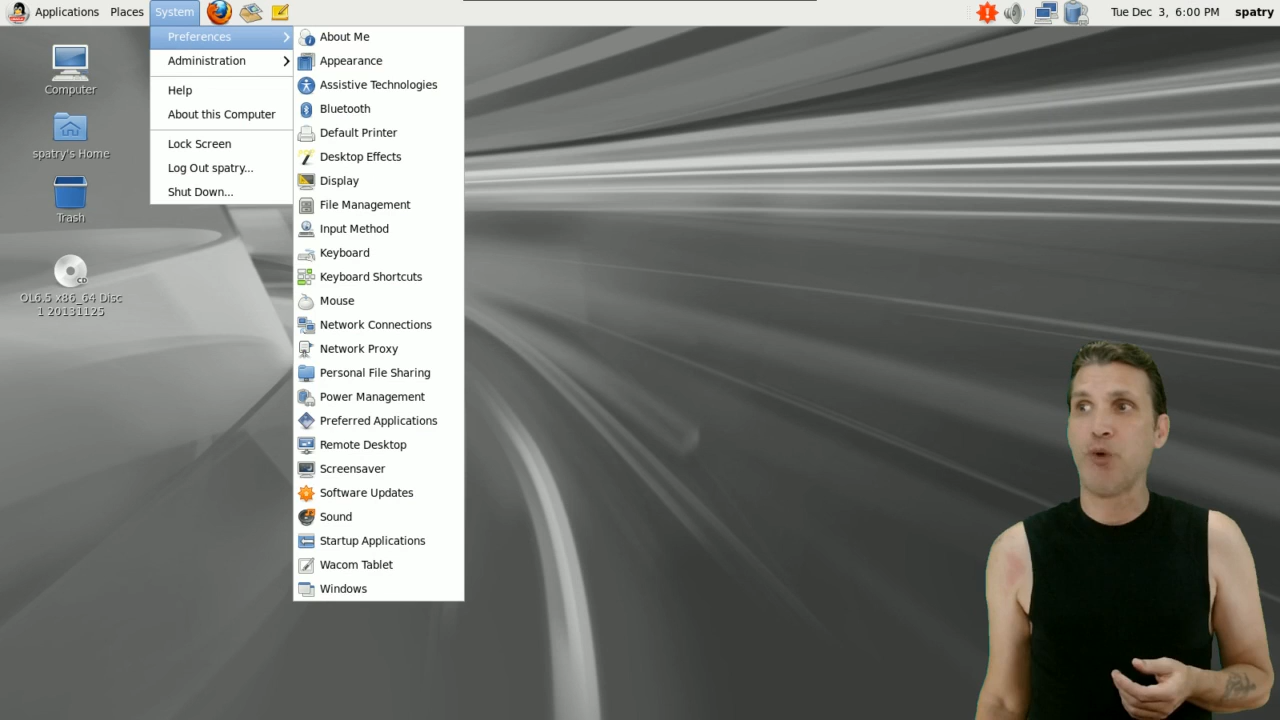 Applications Places System
Tue Dec 3, 6:00 PM spatry
Computer
spatry's Home
Trash
CD
OL6.5 x86_64 Disc
1 20131125
Preferences
Administration
Help
About this Computer
Lock Screen
Log Out spatry...
Shut Down...
About Me
Appearance
Assistive Technologies
Bluetooth
Default Printer
Desktop Effects
Display
File Management
Input Method
Keyboard
Keyboard Shortcuts
Mouse
Network Connections
Network Proxy
Personal File Sharing
Power Management
Preferred Applications
Remote Desktop
Screensaver
Software Updates
Sound
Startup Applications
Wacom Tablet
Windows